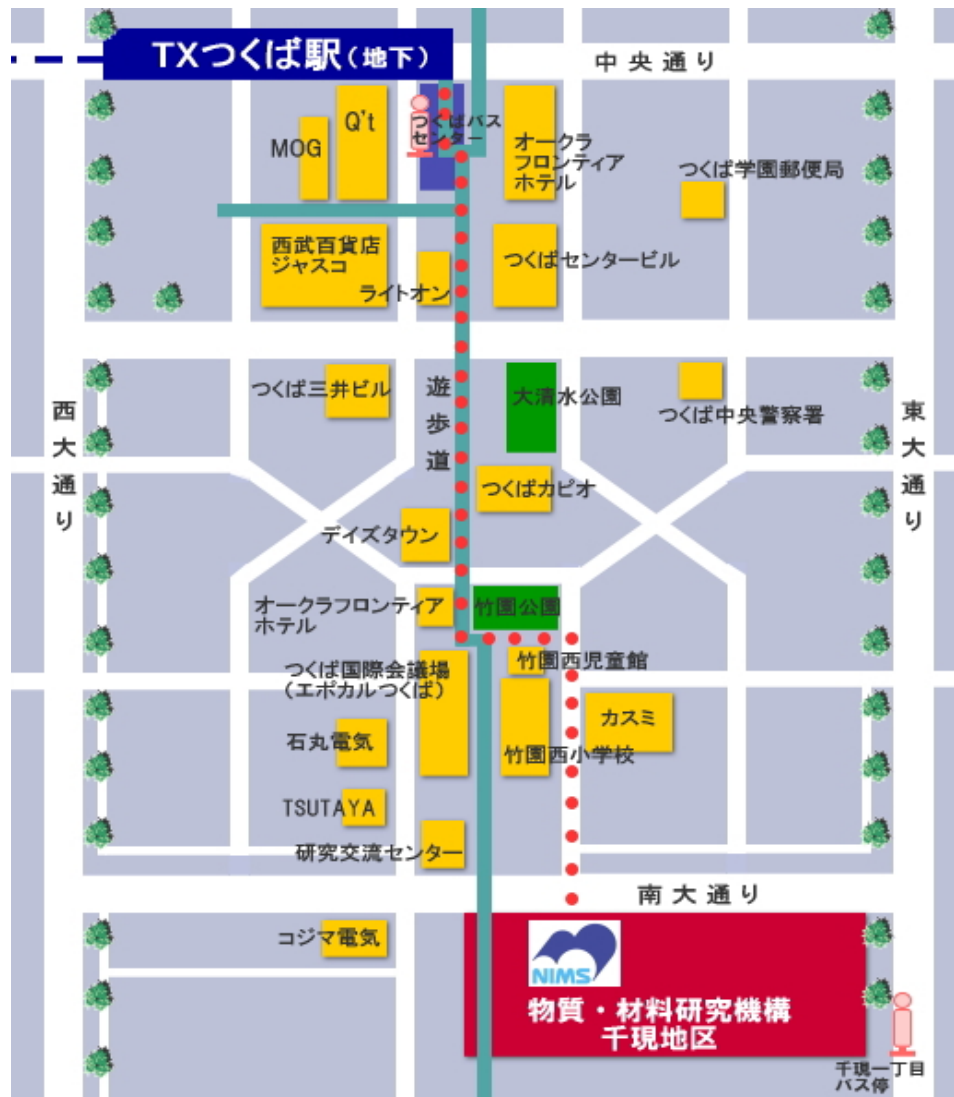 TXつくば駅(地下)
中央通り
Q't
MOG
つくばバス
センター
オークラ
フロンティア
ホテル
つくば学園郵便局
西武百貨店
ジャスコ
ライトオン
つくばセンタービル
つくば三井ビル
遊歩道
大清水公園
つくば中央警察署
西大通り
東大通り
つくばカピオ
デイズタウン
オークラフロンティア
ホテル
竹園公園
つくば国際会議場
(エポカルつくば)
竹園西児童館
カスミ
石丸電気
竹園西小学校
TSUTAYA
研究交流センター
南大通り
コジマ電気
NIMS
物質・材料研究機構
千現地区
千現一丁目
バス停